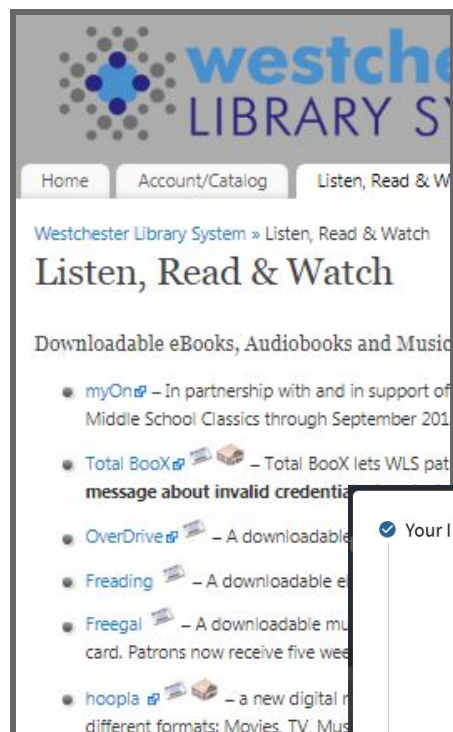 westche
LIBRARY SY
Home
Account/Catalog
Listen, Read & W
Westchester Library System » Listen, Read & Watch
Listen, Read & Watch
Downloadable eBooks, Audiobooks and Music
myOn – In partnership with and in support of
Middle School Classics through September 201
Total BooX – Total BooX lets WLS pat
message about invalid credentia
OverDrive – A downloadable
Freading – A downloadable e
Freegal – A downloadable mu
card. Patrons now receive five wee
hoopla – a new digital
different formats: Movies, TV, Mus
Your